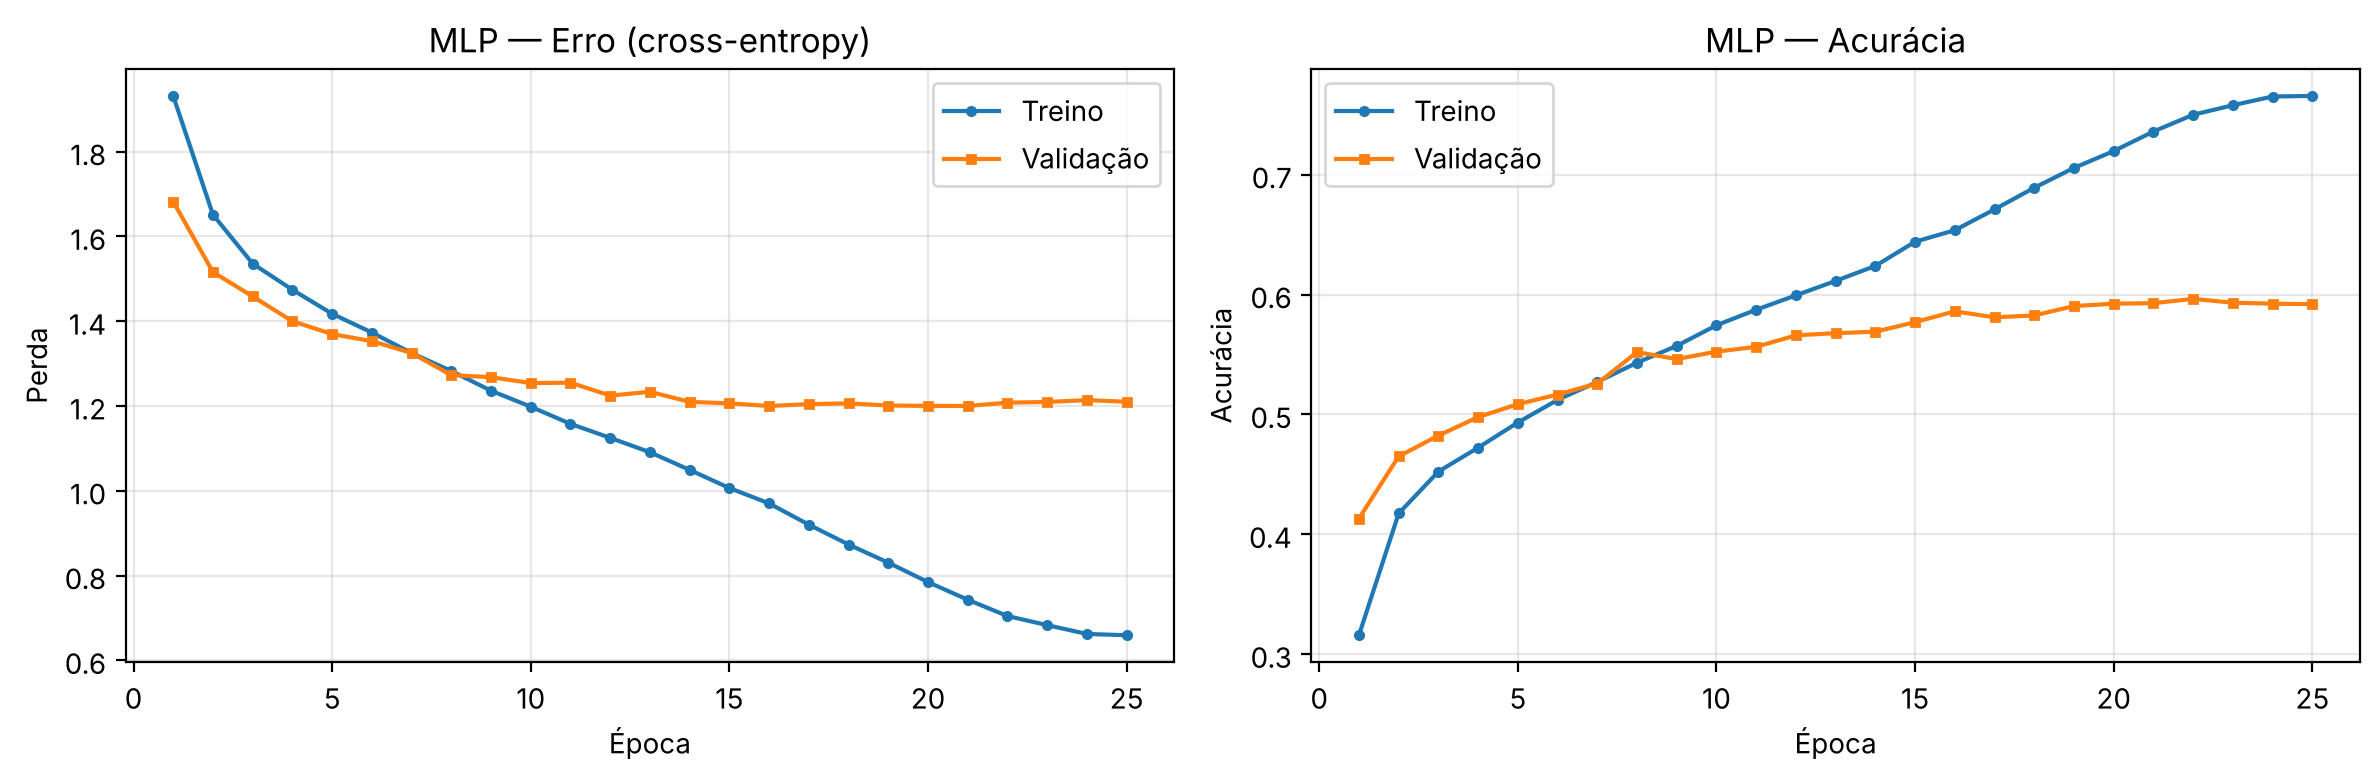 MLP — Erro (cross-entropy)
Treino
Validação
Perda
1.8
1.6
1.4
1.2
1.0
0.8
0.6
0 5 10 15 20 25
Época
MLP — Acurácia
Treino
Validação
Acurácia
0.7
0.6
0.5
0.4
0.3
0 5 10 15 20 25
Época